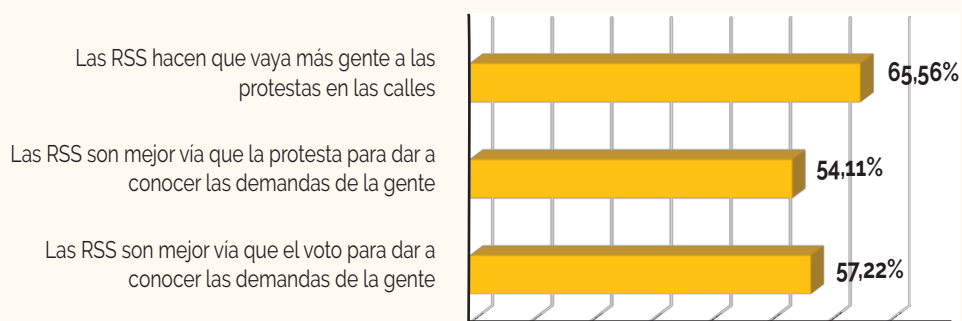 Las RSS hacen que vaya más gente a las
protestas en las calles
65,56%
Las RSS son mejor vía que la protesta para dar a
conocer las demandas de la gente
54,11%
Las RSS son mejor vía que el voto para dar a
conocer las demandas de la gente
57,22%